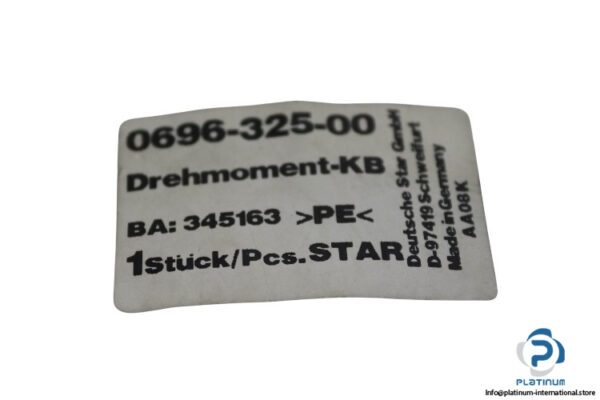 0696-325-00
Drehmoment-KB
BA: 345163 >PE<
1Stück/Pcs.STAR
Deutsche Star GmbH
D-97419 Schweifurt
Made in Germany
AA08K
PLATINUM
Info@platinum-international.store